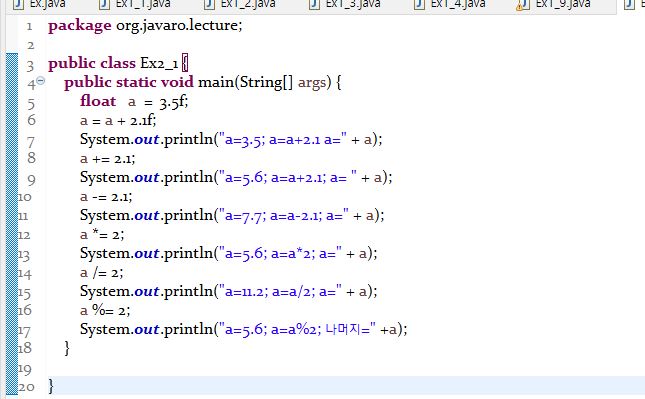 Ex.java Ex1_1.java Ex1_2.java Ex1_3.java Ex1_4.java Ex1_9.java
1 package org.javaro.lecture;
2
3 public class Ex2_1 {
4 public static void main(String[] args) {
5 float a = 3.5f;
6 a = a + 2.1f;
7 System.out.println("a=3.5; a=a+2.1 a=" + a);
8 a += 2.1;
9 System.out.println("a=5.6; a=a+2.1; a= " + a);
10 a -= 2.1;
11 System.out.println("a=7.7; a=a-2.1; a=" + a);
12 a *= 2;
13 System.out.println("a=5.6; a=a*2; a=" + a);
14 a /= 2;
15 System.out.println("a=11.2; a=a/2; a=" + a);
16 a %= 2;
17 System.out.println("a=5.6; a=a%2; 나머지=" +a);
18 }
19
20 }